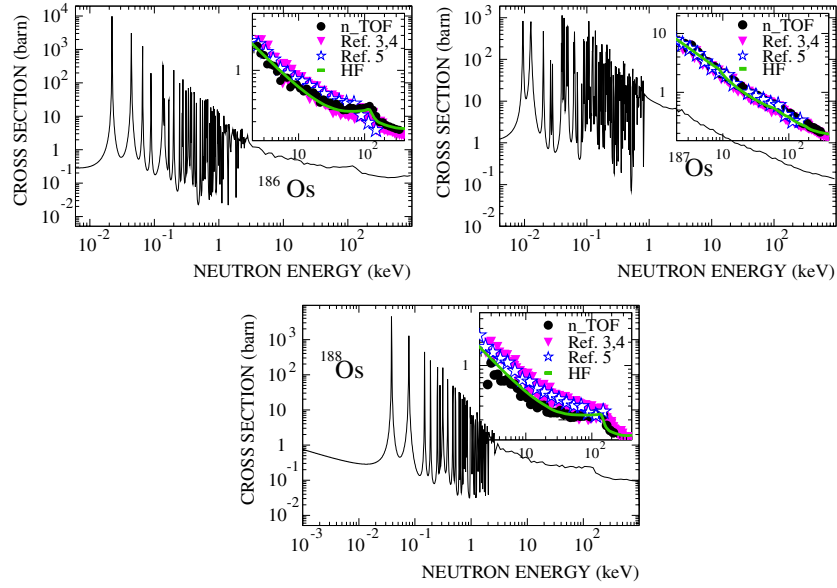 CROSS SECTION (barn)
10^4
10^3
10^2
10
1
10^-1
10^-2
n_TOF
Ref. 3,4
Ref. 5
HF
1
10
10^2
^186Os
10^-2
10^-1
1
10
10^2
NEUTRON ENERGY (keV)
CROSS SECTION (barn)
10^3
10^2
10
1
10^-1
10^-2
n_TOF
Ref. 3,4
Ref. 5
HF
10
1
10
10^2
^187Os
10^-2
10^-1
1
10
10^2
NEUTRON ENERGY (keV)
CROSS SECTION (barn)
10^3
10^2
10
1
10^-1
10^-2
^188Os
n_TOF
Ref. 3,4
Ref. 5
HF
1
10
10^2
10^-3
10^-2
10^-1
1
10
10^2
NEUTRON ENERGY (keV)